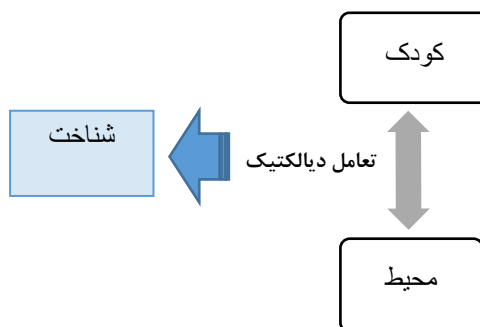 کودک
شناخت
تعامل دیالکتیک
محیط